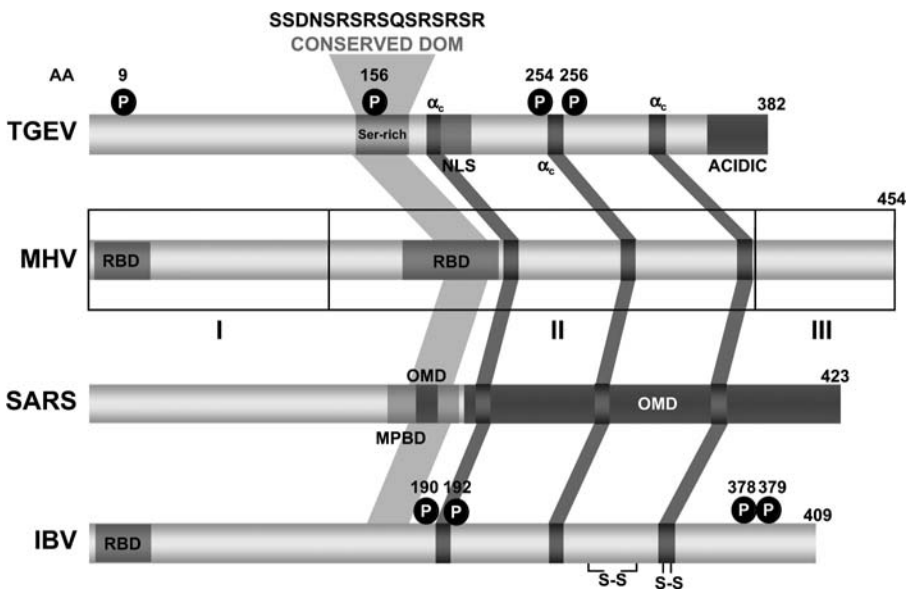 SSDNSRSRSQSRSRSR
CONSERVED DOM
AA 9 156 254 256
P P P P
αc αc 382
TGEV Ser-rich
NLS αc ACIDIC
454
MHV RBD RBD
I II III
OMD 423
SARS OMD
MPBD
190 192 378 379
P P P P 409
IBV RBD
S-S S-S